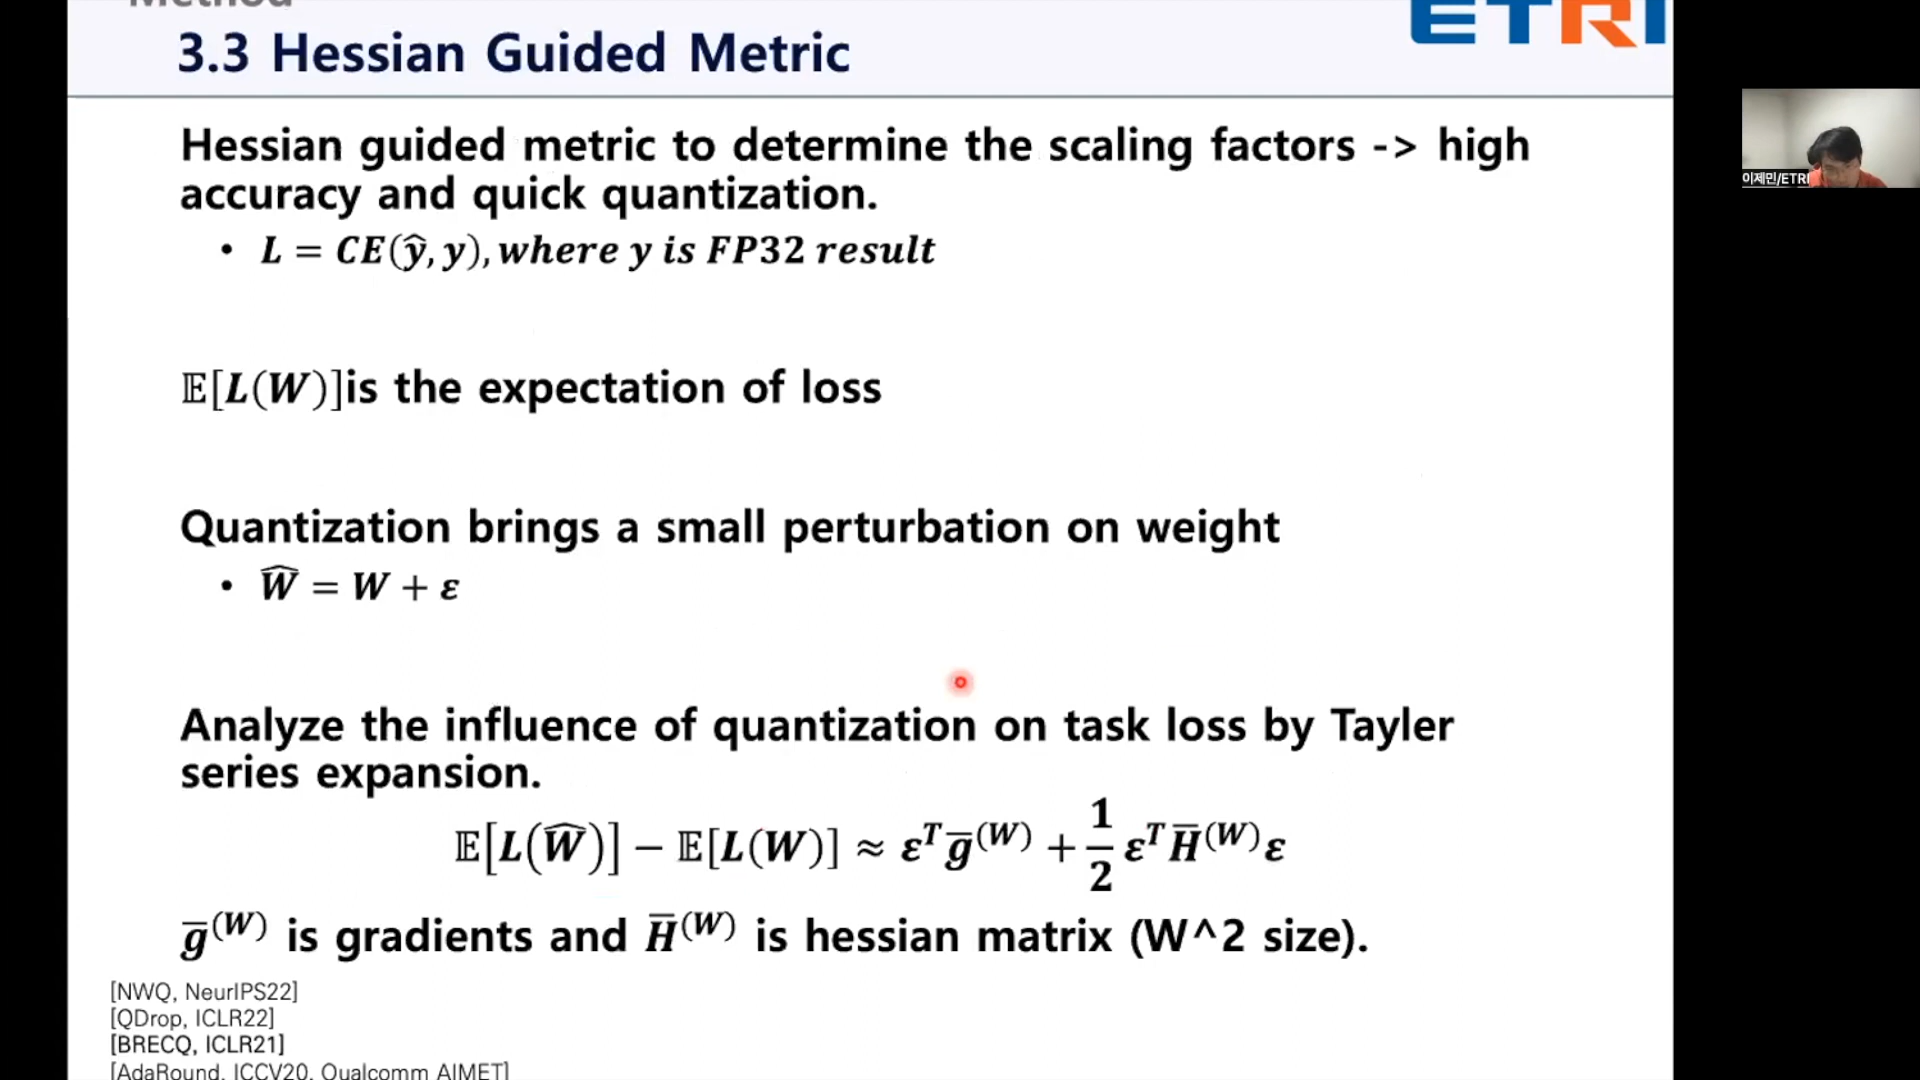 Method
ETRI
3.3 Hessian Guided Metric
Hessian guided metric to determine the scaling factors -> high
accuracy and quick quantization.
• L = CE(ŷ, y), where y is FP32 result
𝔼[L(W)]is the expectation of loss
Quantization brings a small perturbation on weight
• Ŵ = W + ε
Analyze the influence of quantization on task loss by Tayler
series expansion.
𝔼[L(Ŵ)] − 𝔼[L(W)] ≈ ε^T g̅^(W) + 1/2 ε^T H̅^(W) ε
g̅^(W) is gradients and H̅^(W) is hessian matrix (W^2 size).
[NWQ, NeurIPS22]
[QDrop, ICLR22]
[BRECQ, ICLR21]
[AdaRound, ICCV20, Qualcomm AIMET]
이제민/ETRI